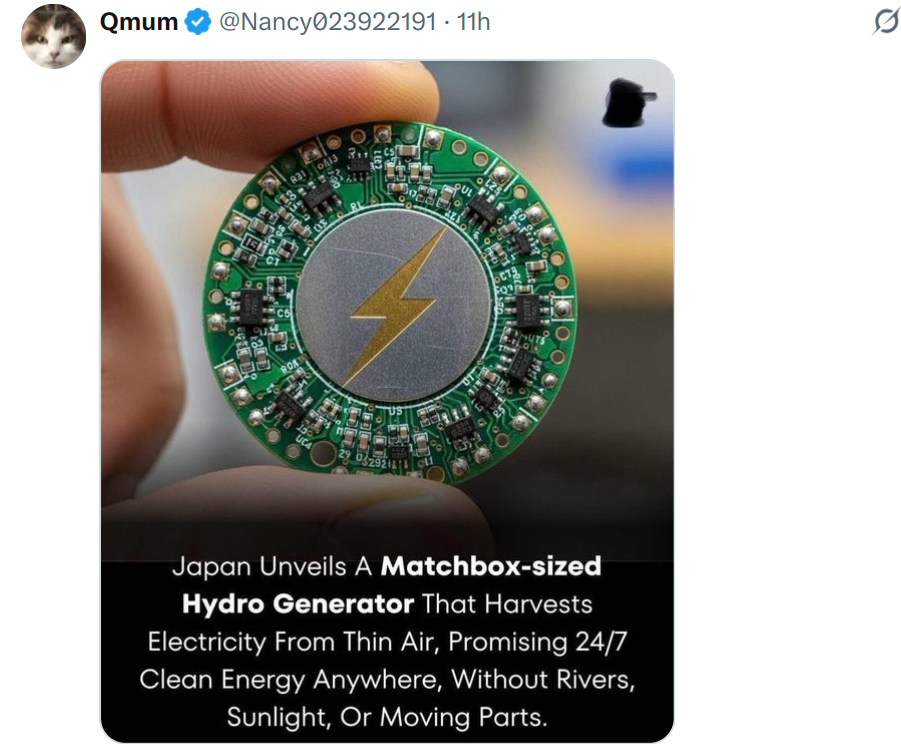 Qmum @Nancy023922191 · 11h
Japan Unveils A Matchbox-sized
Hydro Generator That Harvests
Electricity From Thin Air, Promising 24/7
Clean Energy Anywhere, Without Rivers,
Sunlight, Or Moving Parts.